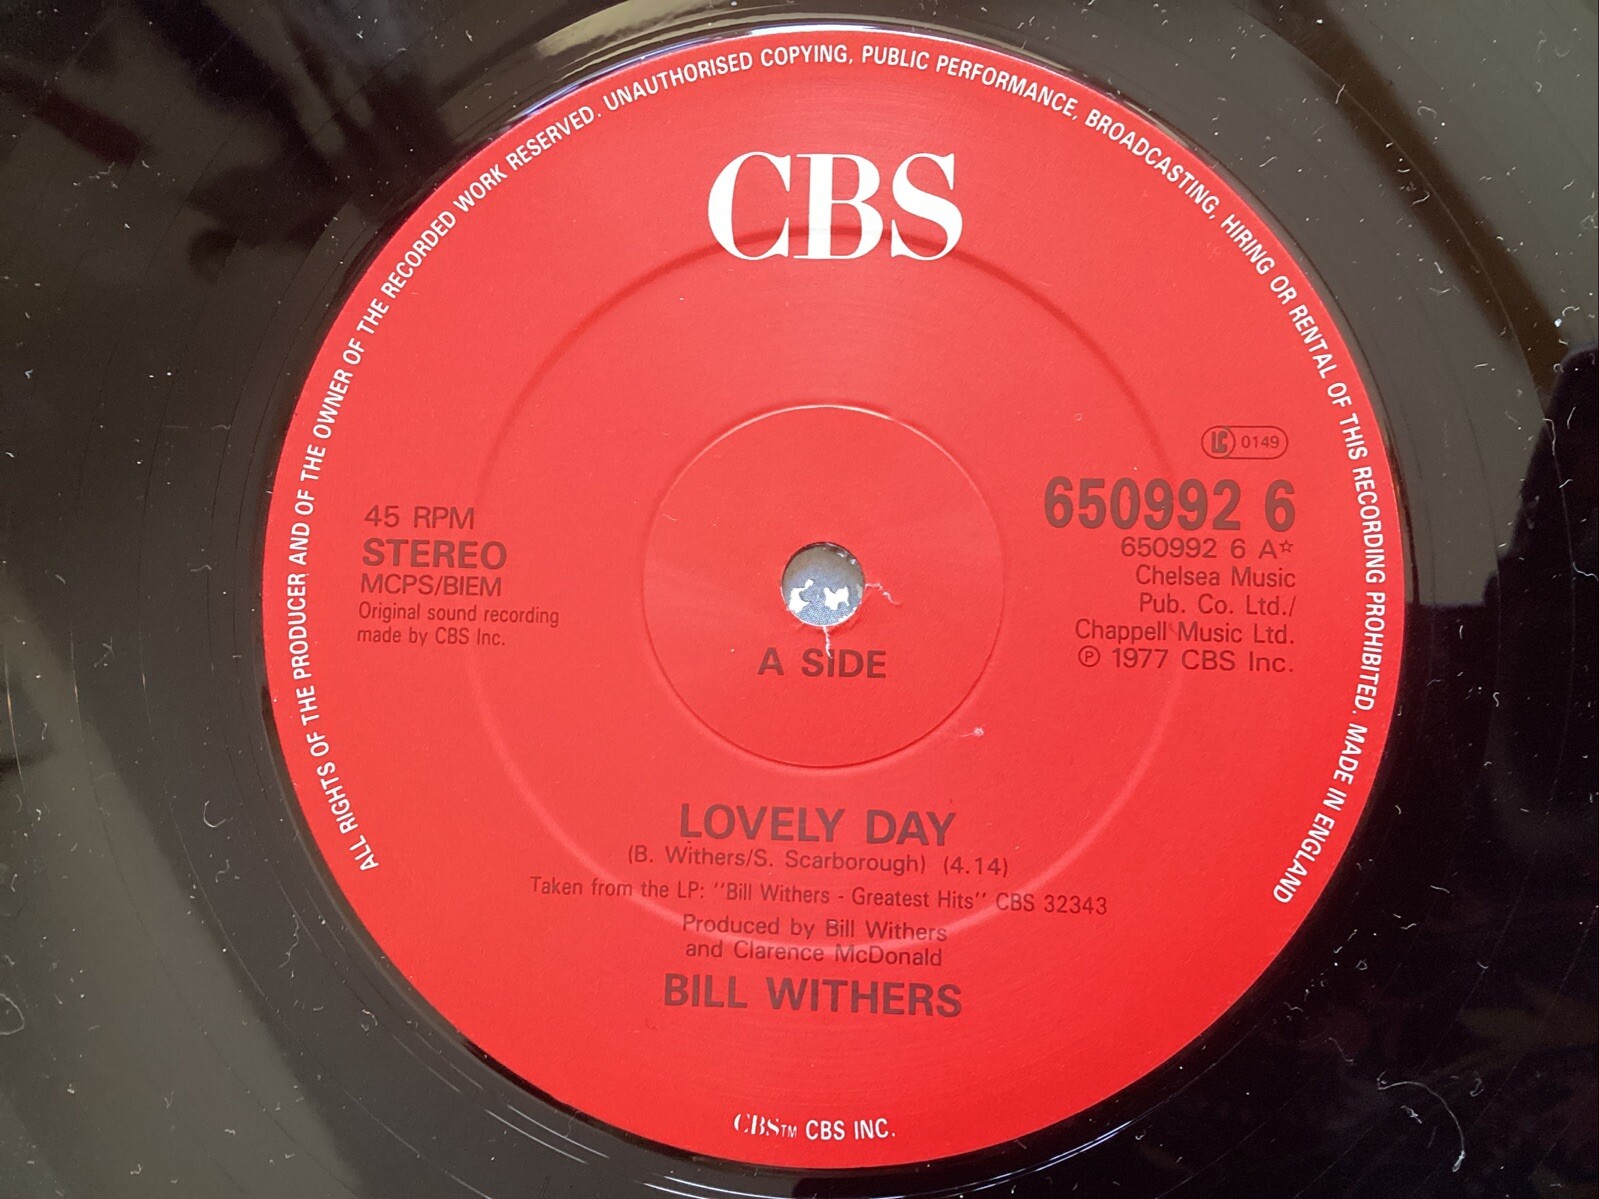 ALL RIGHTS OF THE PRODUCER AND OF THE OWNER OF THE RECORDED WORK RESERVED. UNAUTHORISED COPYING, PUBLIC PERFORMANCE, BROADCASTING, HIRING OR RENTAL OF THIS RECORDING PROHIBITED. MADE IN ENGLAND
CBS
LC 0149
45 RPM
STEREO
MCPS/BIEM
Original sound recording
made by CBS Inc.
650992 6
650992 6 A☆
Chelsea Music
Pub. Co. Ltd./
Chappell Music Ltd.
℗ 1977 CBS Inc.
A SIDE
LOVELY DAY
(B. Withers/S. Scarborough) (4.14)
Taken from the LP: "Bill Withers - Greatest Hits" CBS 32343
Produced by Bill Withers
and Clarence McDonald
BILL WITHERS
CBS™ CBS INC.